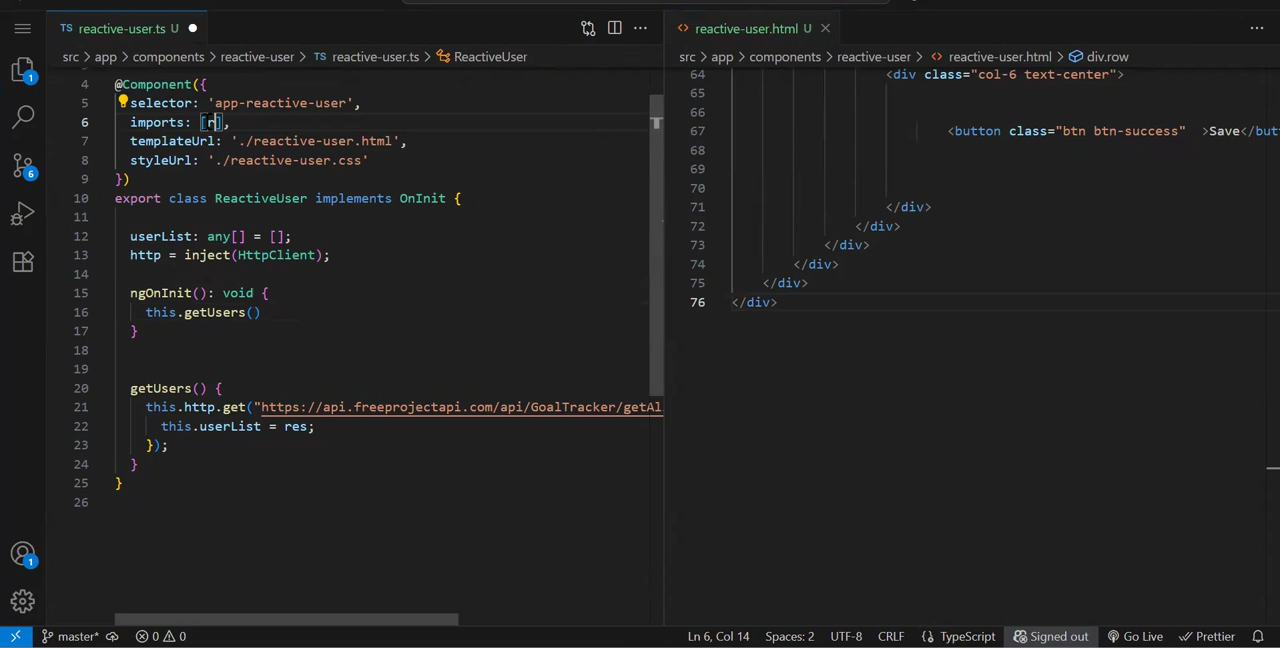 TS reactive-user.ts U
src > app > components > reactive-user > TS reactive-user.ts > ReactiveUser
4 @Component({
5 selector: 'app-reactive-user',
6 imports: [r],
7 templateUrl: './reactive-user.html',
8 styleUrl: './reactive-user.css'
9 })
10 export class ReactiveUser implements OnInit {
11
12 userList: any[] = [];
13 http = inject(HttpClient);
14
15 ngOnInit(): void {
16 this.getUsers()
17 }
18
19
20 getUsers() {
21 this.http.get("https://api.freeprojectapi.com/api/GoalTracker/getAl
22 this.userList = res;
23 });
24 }
25 }
26
<> reactive-user.html U
src > app > components > reactive-user > <> reactive-user.html > div.row
64 <div class="col-6 text-center">
65
66
67 <button class="btn btn-success" >Save</butt
68
69
70
71 </div>
72 </div>
73 </div>
74 </div>
75 </div>
76 </div>
1
6
1
master*
0 0
Ln 6, Col 14
Spaces: 2
UTF-8
CRLF
{} TypeScript
Signed out
Go Live
Prettier